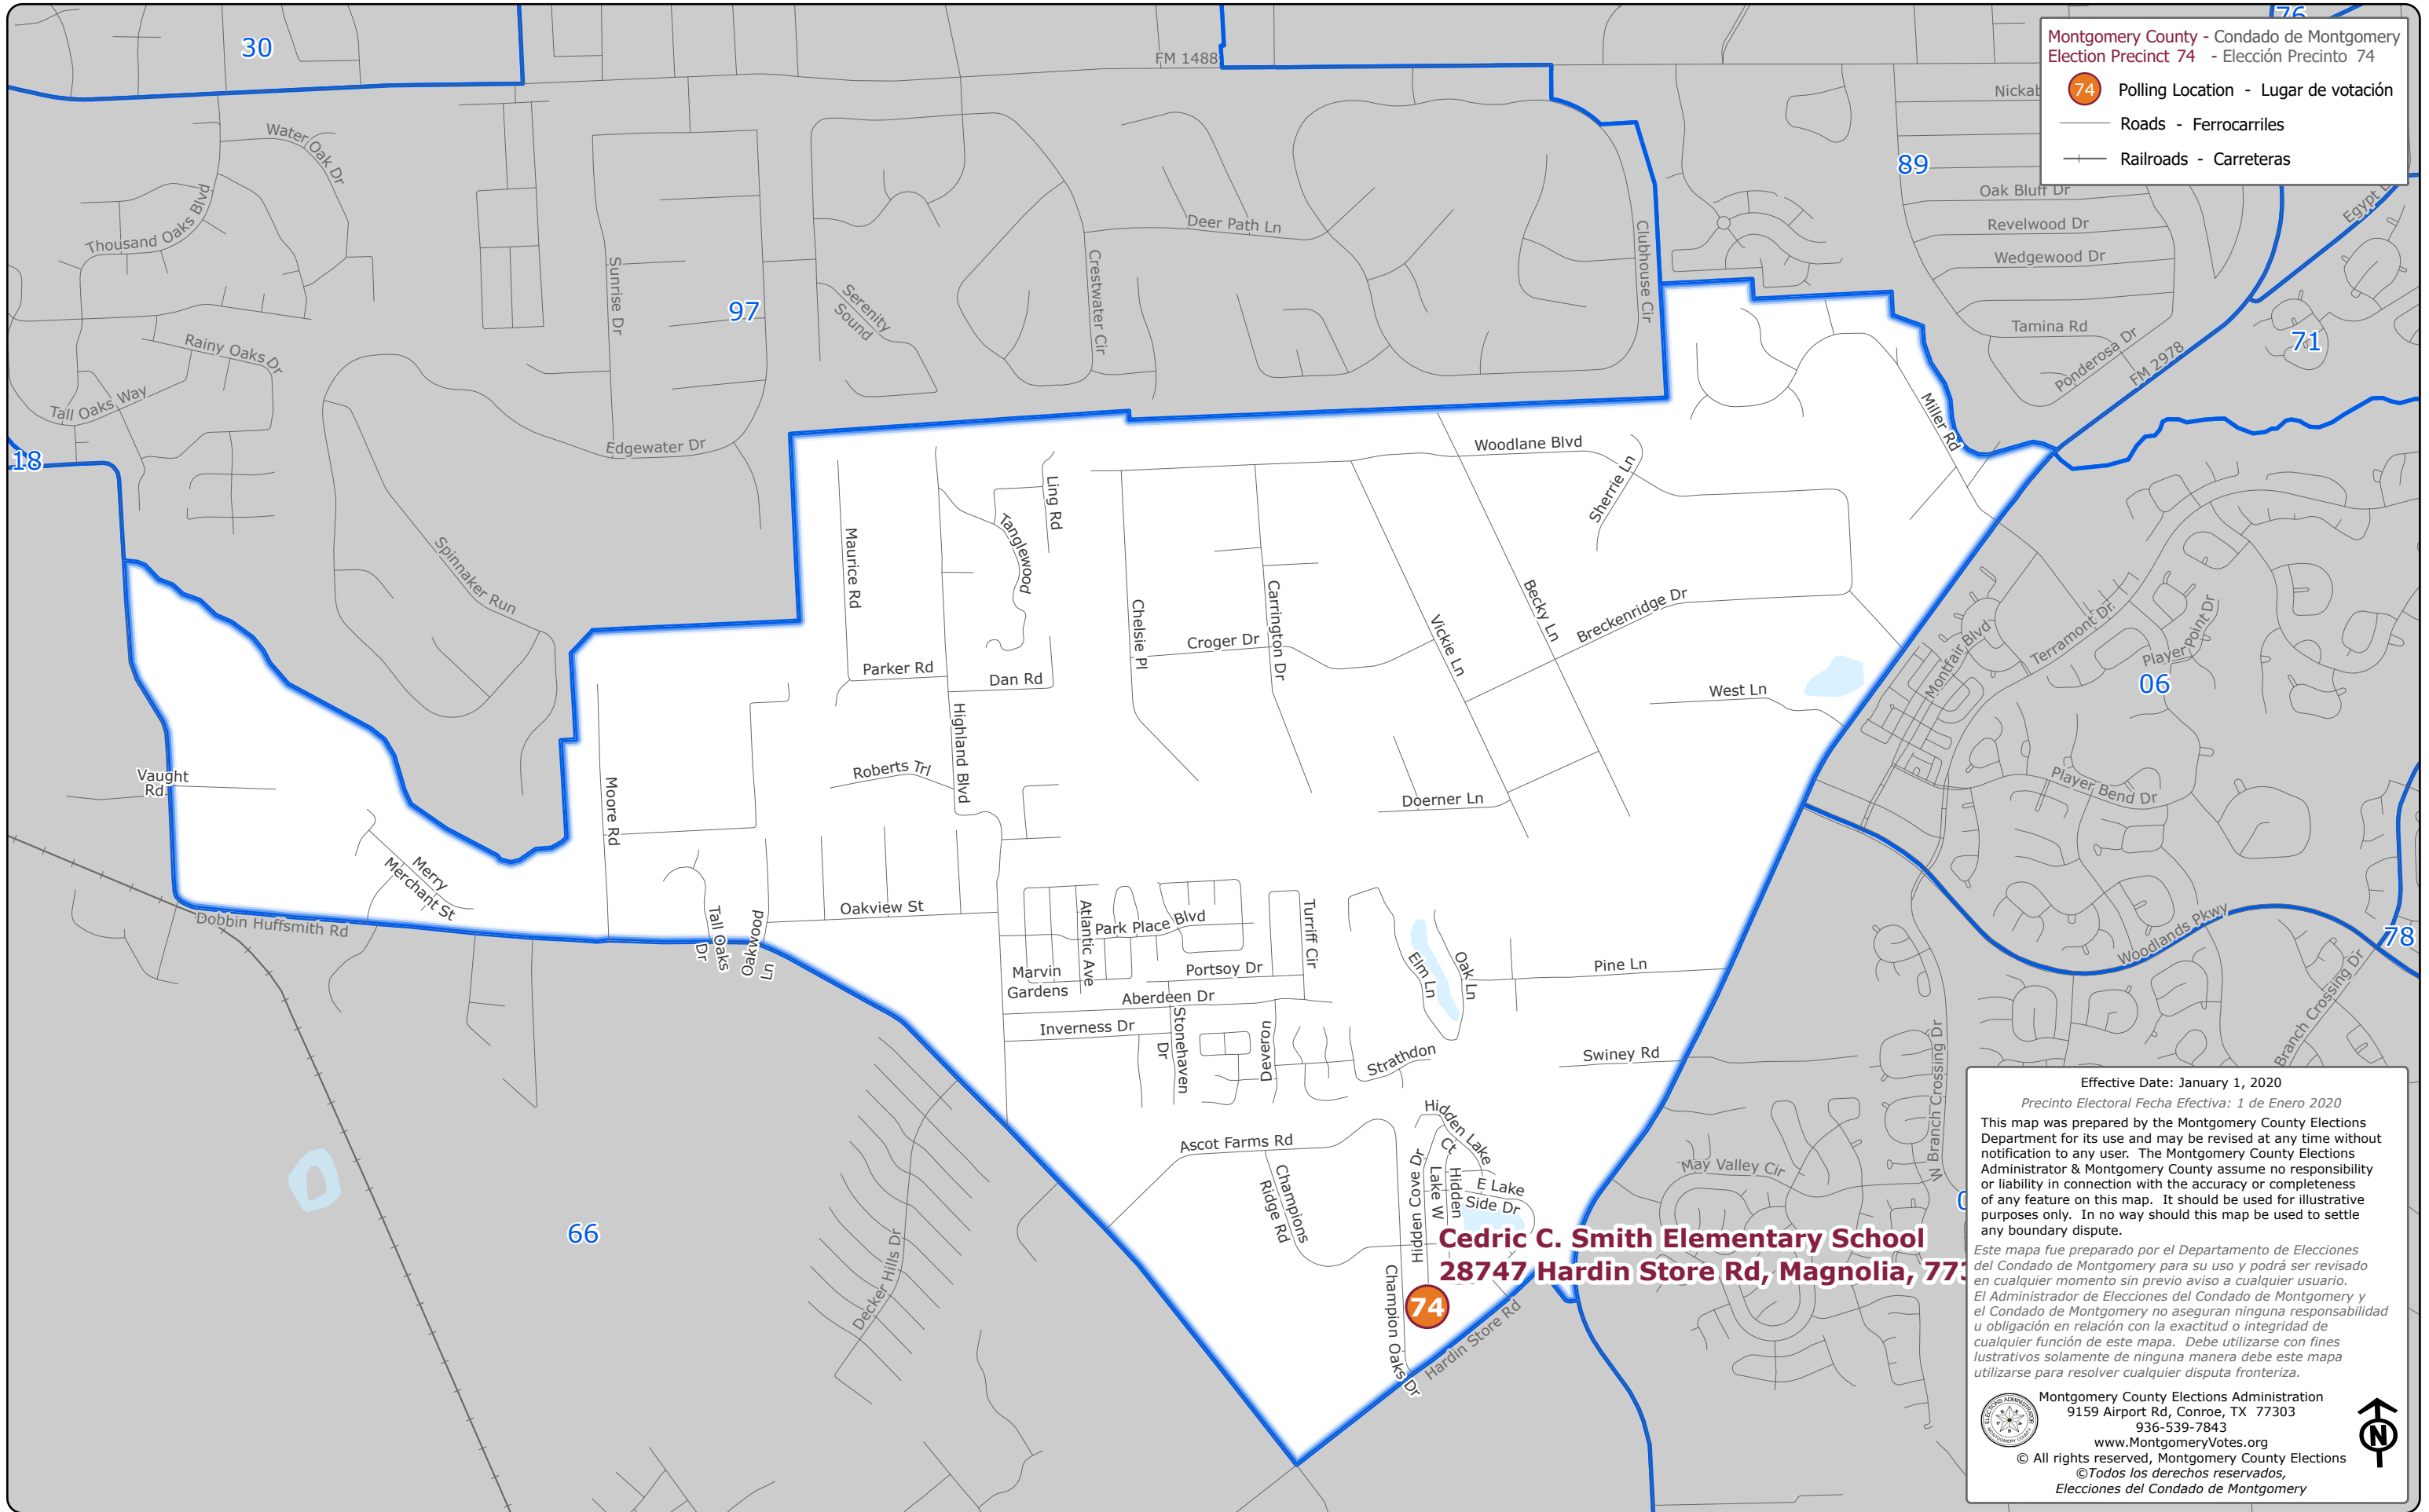 30
FM 1488
76
Montgomery County - Condado de Montgomery
Election Precinct 74 - Elección Precinto 74
74 Polling Location - Lugar de votación
Roads - Ferrocarriles
Railroads - Carreteras
Water Oak Dr
Thousand Oaks Blvd
Rainy Oaks Dr
Tall Oaks Way
18
Sunrise Dr
97
Serenity
Sound
Crestwater Cir
Deer Path Ln
Clubhouse Cir
89
Oak Bluff Dr
Revelwood Dr
Wedgewood Dr
Tamina Rd
Ponderosa Dr
FM 2978
71
Edgewater Dr
Spinnaker Run
Miller Rd
Woodlane Blvd
Sherrie Ln
Ling Rd
Tanglewood
Maurice Rd
Chelsie Pl
Carrington Dr
Croger Dr
Vickie Ln
Becky Ln
Breckenridge Dr
Parker Rd
Dan Rd
West Ln
Highland Blvd
Roberts Trl
Doerner Ln
Moore Rd
Montfair Blvd
Terramont Dr
Player Point Dr
06
Player Bend Dr
Vaught
Rd
Merry
Merchant St
Dobbin Huffsmith Rd
Tall Oaks
Dr
Oakwood
Ln
Oakview St
Atlantic Ave
Park Place Blvd
Turriff Cir
Marvin
Gardens
Portsoy Dr
Aberdeen Dr
Inverness Dr
Stonehaven
Dr
Deveron
Strathdon
Elm Ln
Oak Ln
Pine Ln
Swiney Rd
Woodlands Pkwy
78
Branch Crossing Dr
W Branch Crossing Dr
May Valley Cir
Hidden Lake
Ct
Ascot Farms Rd
Champions
Ridge Rd
Hidden Cove Dr
Hidden
Lake W
E Lake
Side Dr
66
Decker Hills Dr
Cedric C. Smith Elementary School
28747 Hardin Store Rd, Magnolia,
74
Champion Oaks Dr
Hardin Store Rd
Effective Date: January 1, 2020
Precinto Electoral Fecha Efectiva: 1 de Enero 2020
This map was prepared by the Montgomery County Elections
Department for its use and may be revised at any time without
notification to any user. The Montgomery County Elections
Administrator & Montgomery County assume no responsibility
or liability in connection with the accuracy or completeness
of any feature on this map. It should be used for illustrative
purposes only. In no way should this map be used to settle
any boundary dispute.
Este mapa fue preparado por el Departamento de Elecciones
del Condado de Montgomery para su uso y podrá ser revisado
en cualquier momento sin previo aviso a cualquier usuario.
El Administrador de Elecciones del Condado de Montgomery y
el Condado de Montgomery no aseguran ninguna responsabilidad
u obligación en relación con la exactitud o integridad de
cualquier función de este mapa. Debe utilizarse con fines
lustrativos solamente de ninguna manera debe este mapa
utilizarse para resolver cualquier disputa fronteriza.
Montgomery County Elections Administration
9159 Airport Rd, Conroe, TX 77303
936-539-7843
www.MontgomeryVotes.org
© All rights reserved, Montgomery County Elections
©Todos los derechos reservados,
Elecciones del Condado de Montgomery
N